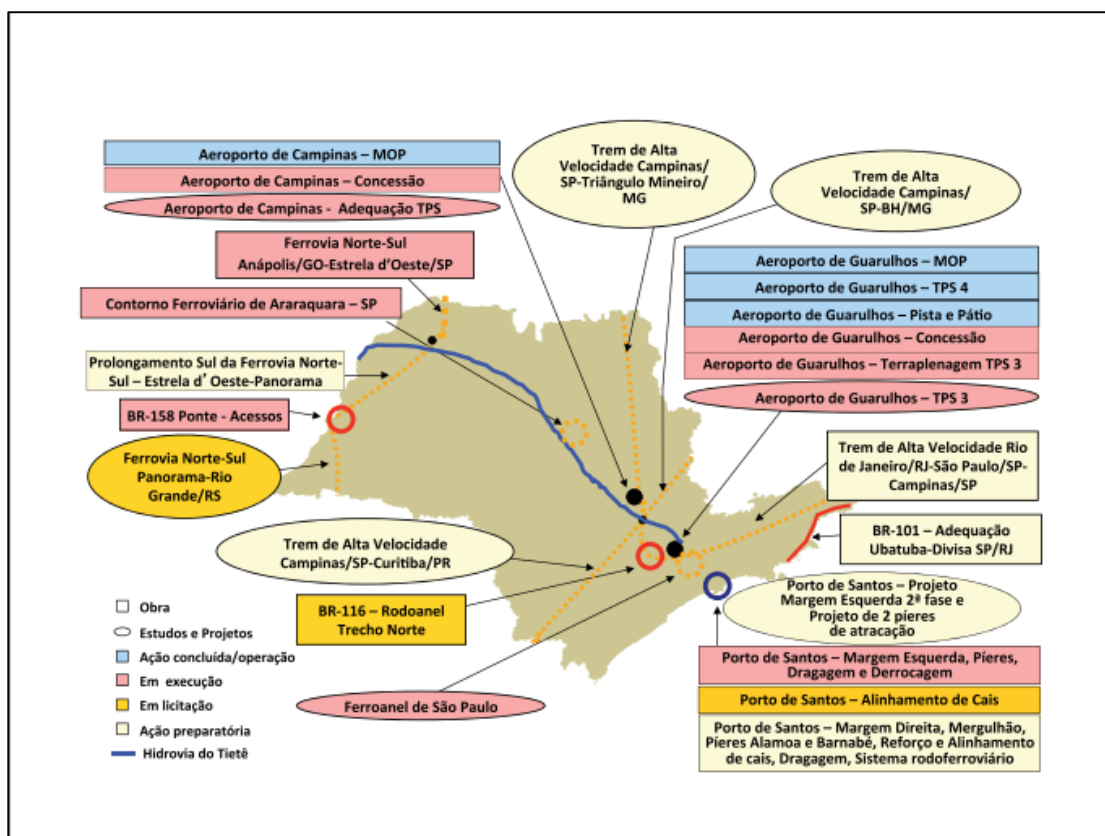 Aeroporto de Campinas – MOP
Aeroporto de Campinas – Concessão
Aeroporto de Campinas - Adequação TPS
Ferrovia Norte-Sul
Anápolis/GO-Estrela d'Oeste/SP
Contorno Ferroviário de Araraquara – SP
Prolongamento Sul da Ferrovia Norte-
Sul – Estrela d' Oeste-Panorama
BR-158 Ponte - Acessos
Ferrovia Norte-Sul
Panorama-Rio
Grande/RS
Trem de Alta
Velocidade Campinas/
SP-Triângulo Mineiro/
MG
Trem de Alta
Velocidade Campinas/
SP-BH/MG
Aeroporto de Guarulhos – MOP
Aeroporto de Guarulhos – TPS 4
Aeroporto de Guarulhos – Pista e Pátio
Aeroporto de Guarulhos – Concessão
Aeroporto de Guarulhos – Terraplenagem TPS 3
Aeroporto de Guarulhos – TPS 3
Trem de Alta Velocidade Rio
de Janeiro/RJ-São Paulo/SP-
Campinas/SP
BR-101 – Adequação
Ubatuba-Divisa SP/RJ
Trem de Alta Velocidade
Campinas/SP-Curitiba/PR
BR-116 – Rodoanel
Trecho Norte
Ferroanel de São Paulo
Porto de Santos – Projeto
Margem Esquerda 2ª fase e
Projeto de 2 píeres
de atracação
Porto de Santos – Margem Esquerda, Píeres,
Dragagem e Derrocagem
Porto de Santos – Alinhamento de Cais
Porto de Santos – Margem Direita, Mergulhão,
Píeres Alamoa e Barnabé, Reforço e Alinhamento
de cais, Dragagem, Sistema rodoferroviário
Obra
Estudos e Projetos
Ação concluída/operação
Em execução
Em licitação
Ação preparatória
Hidrovia do Tietê